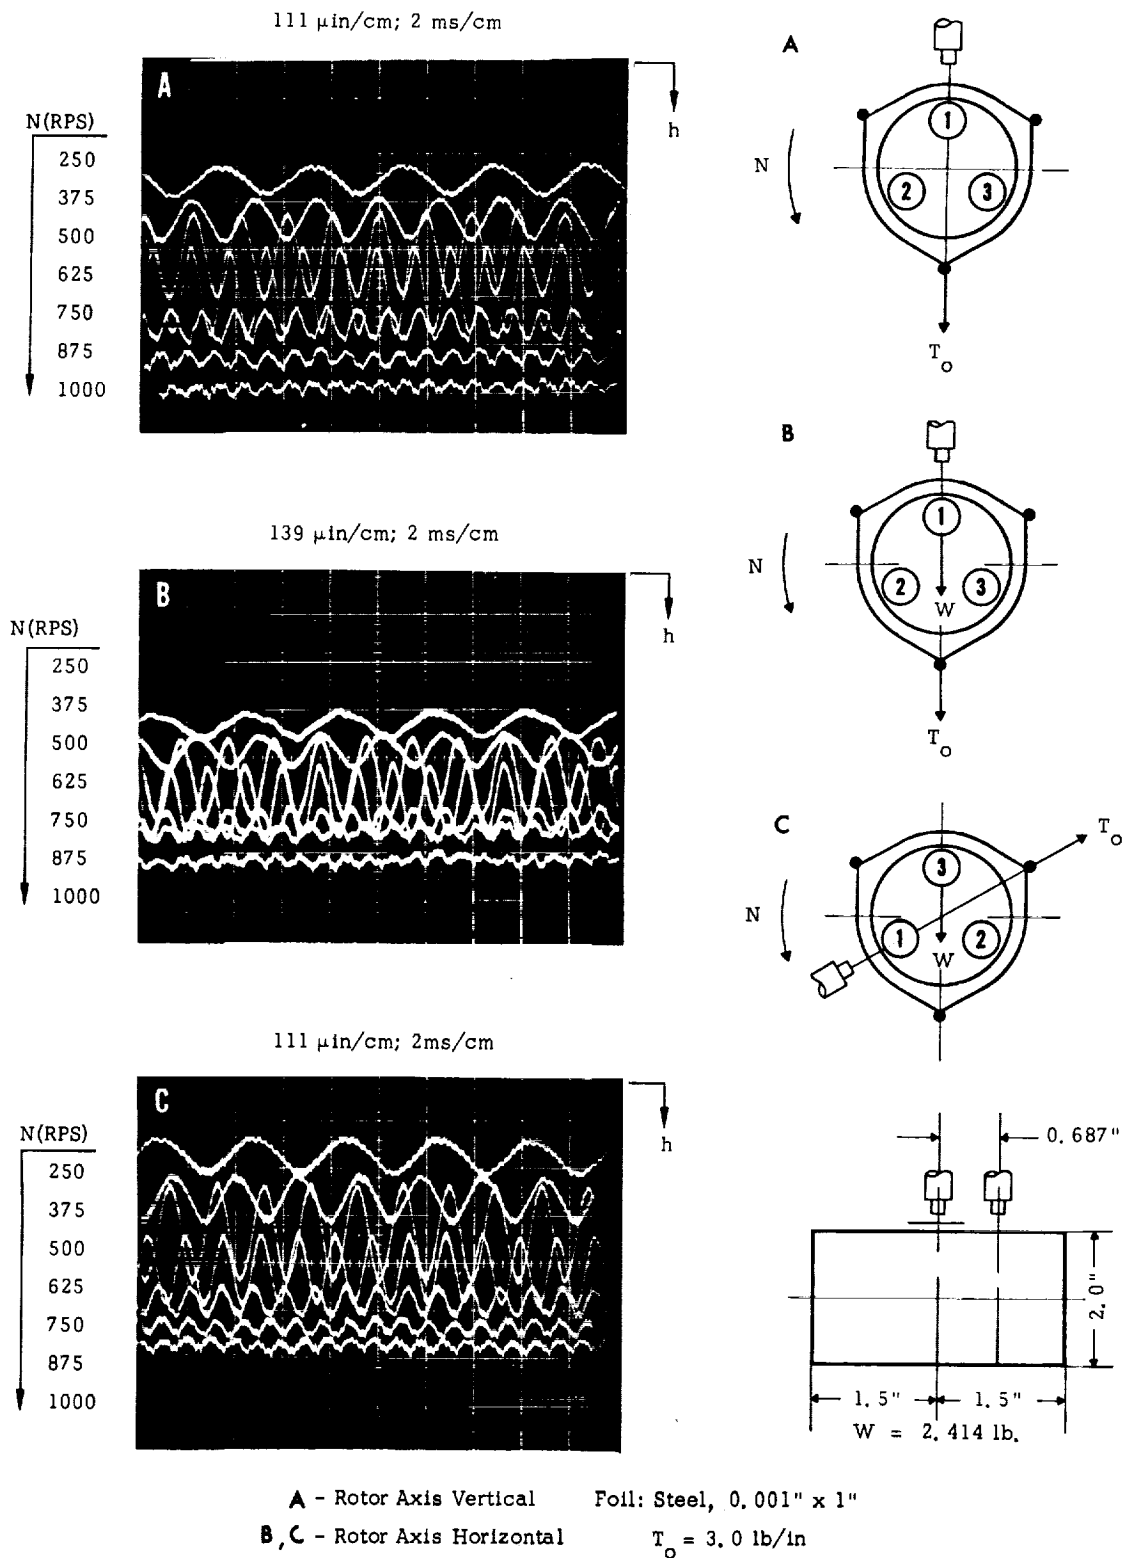 111 μin/cm; 2 ms/cm
A
h
N(RPS)
250
375
500
625
750
875
1000
A
1
2
3
N
T₀
139 μin/cm; 2 ms/cm
B
h
N(RPS)
250
375
500
625
750
875
1000
B
1
2
3
W
N
T₀
111 μin/cm; 2ms/cm
C
h
N(RPS)
250
375
500
625
750
875
1000
C
T₀
3
1
2
W
N
0.687"
2.0"
1.5" 1.5"
W = 2.414 lb.
A - Rotor Axis Vertical Foil: Steel, 0.001" x 1"
B, C - Rotor Axis Horizontal T₀ = 3.0 lb/in